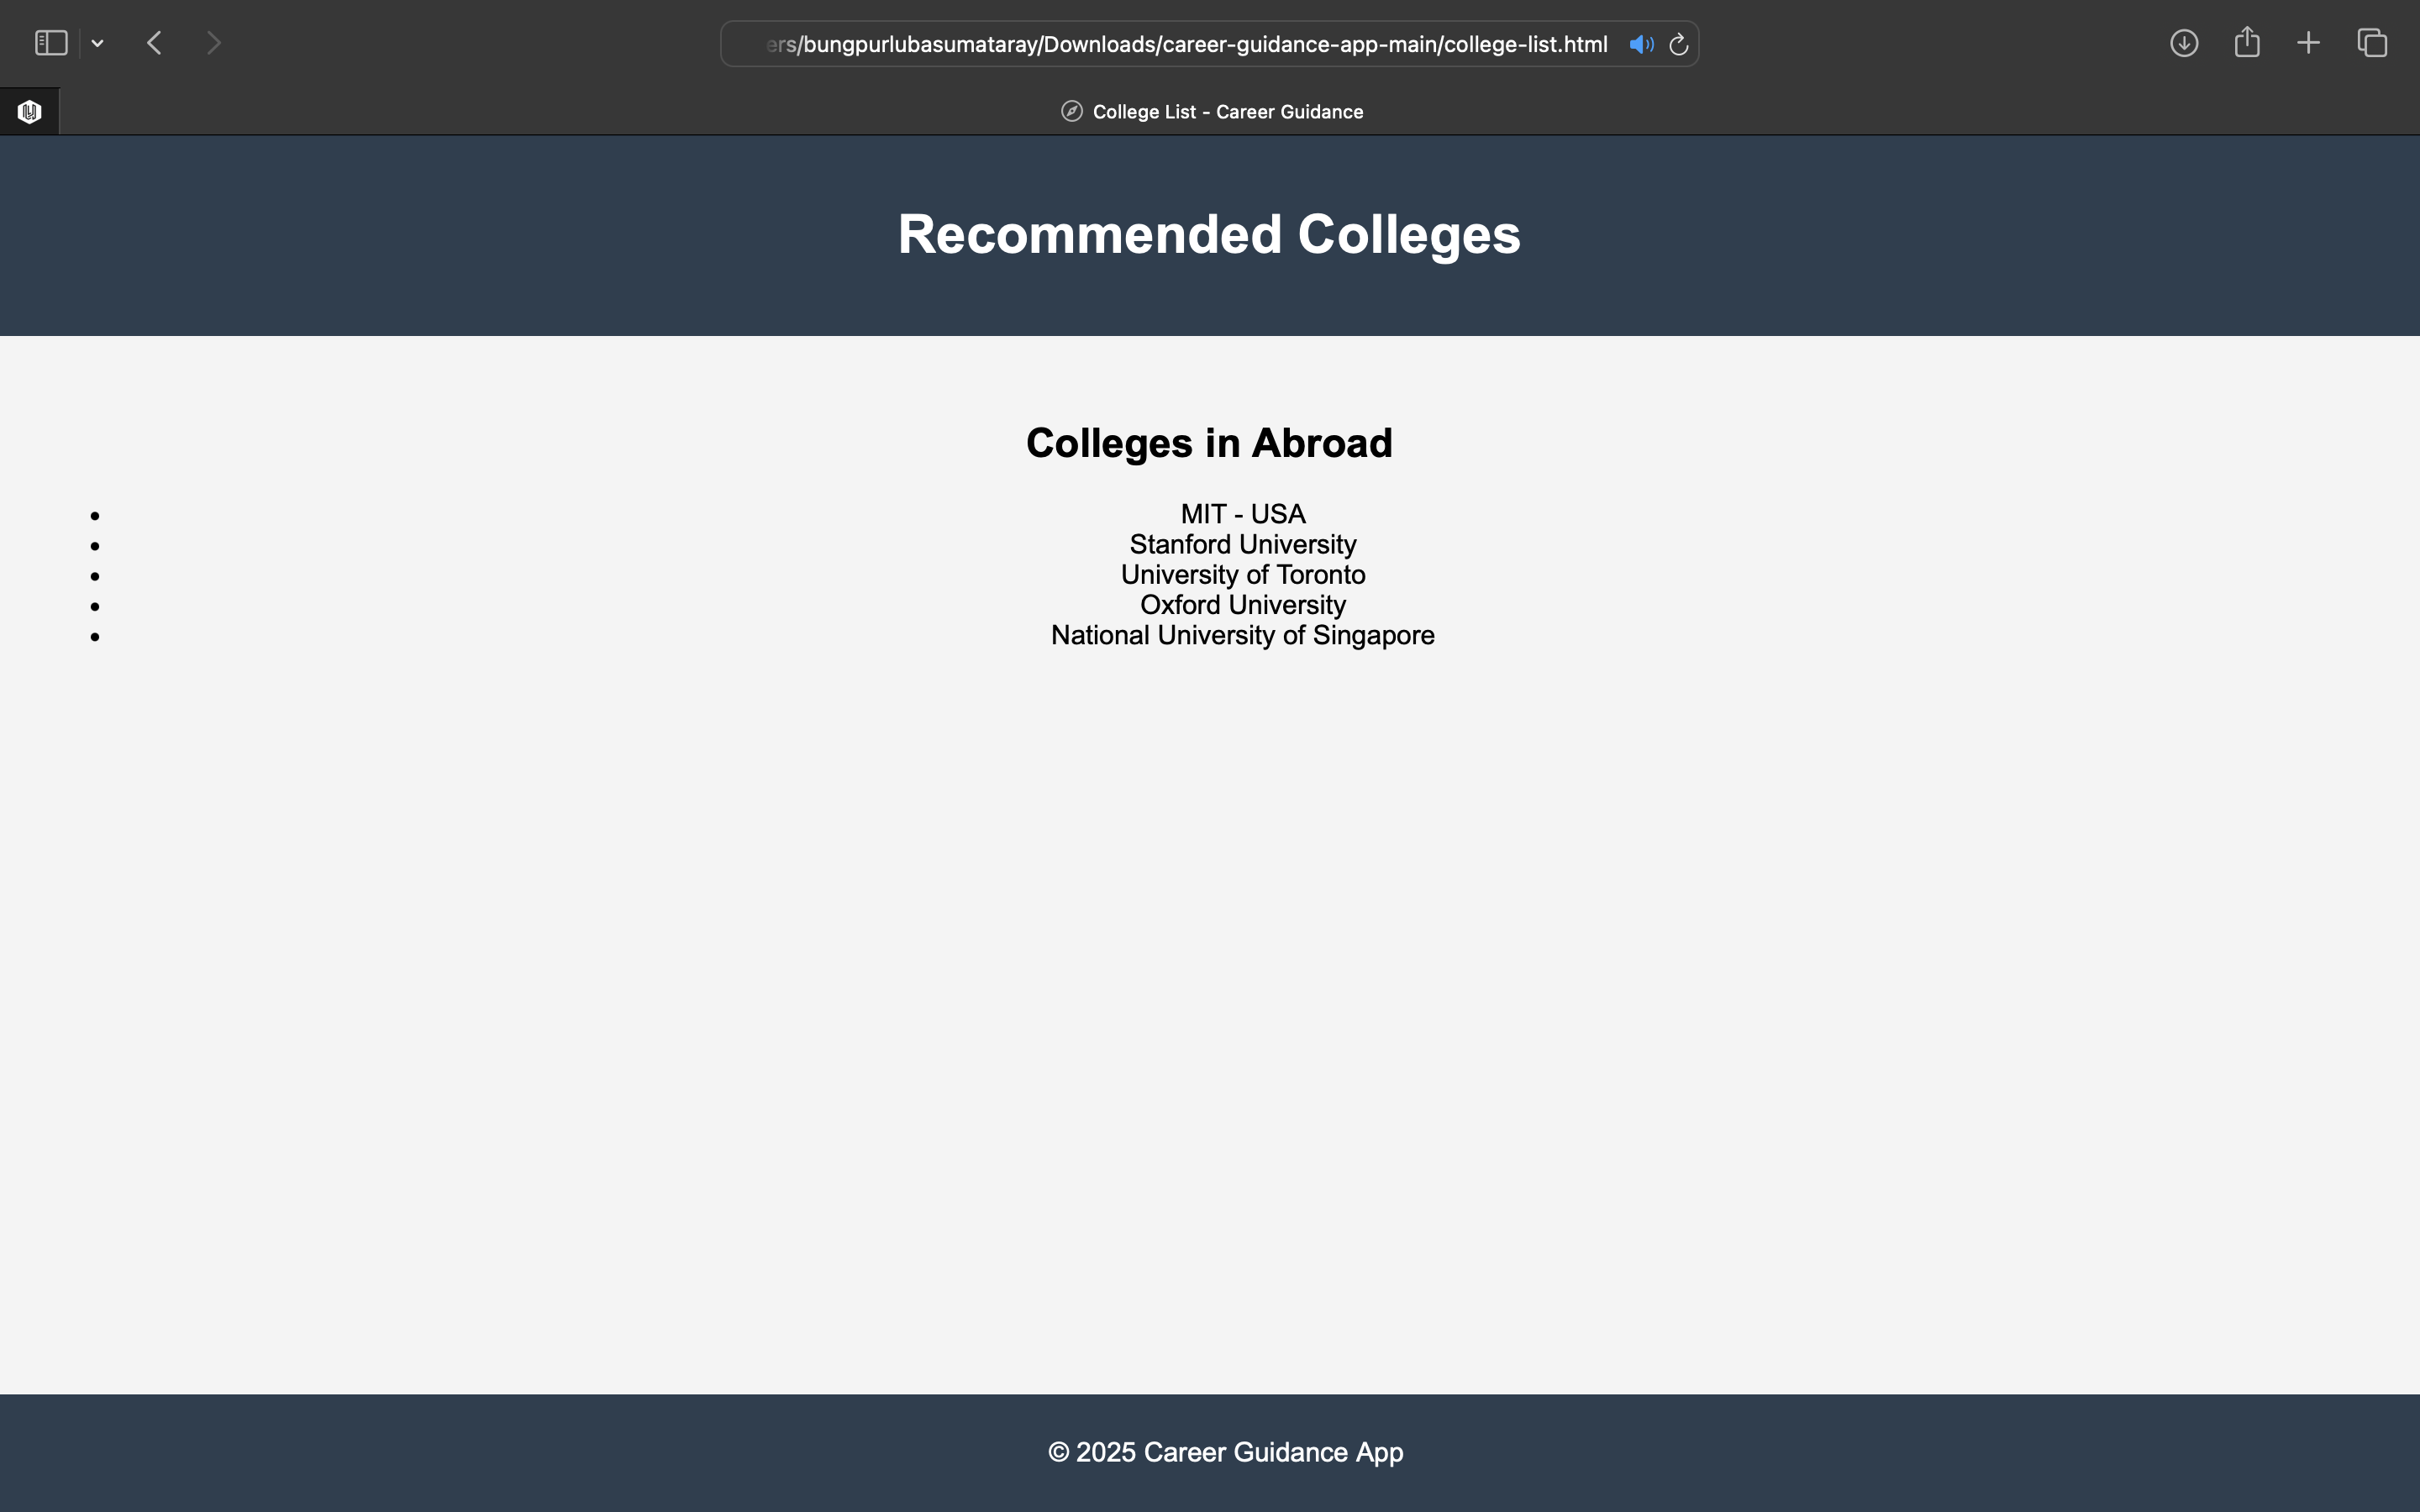 ers/bungpurlubasumataray/Downloads/career-guidance-app-main/college-list.html
College List - Career Guidance
Recommended Colleges
Colleges in Abroad
• MIT - USA
• Stanford University
• University of Toronto
• Oxford University
• National University of Singapore
© 2025 Career Guidance App